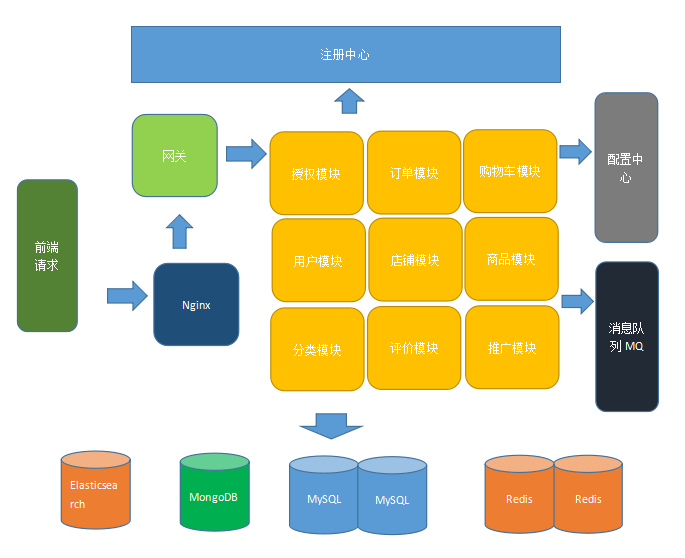 注册中心
网关
授权模块
订单模块
购物车模块
配置中
心
前端
请求
用户模块
店铺模块
商品模块
Nginx
消息队
列 MQ
分类模块
评价模块
推广模块
Elasticsea
rch
MongoDB
MySQL
MySQL
Redis
Redis